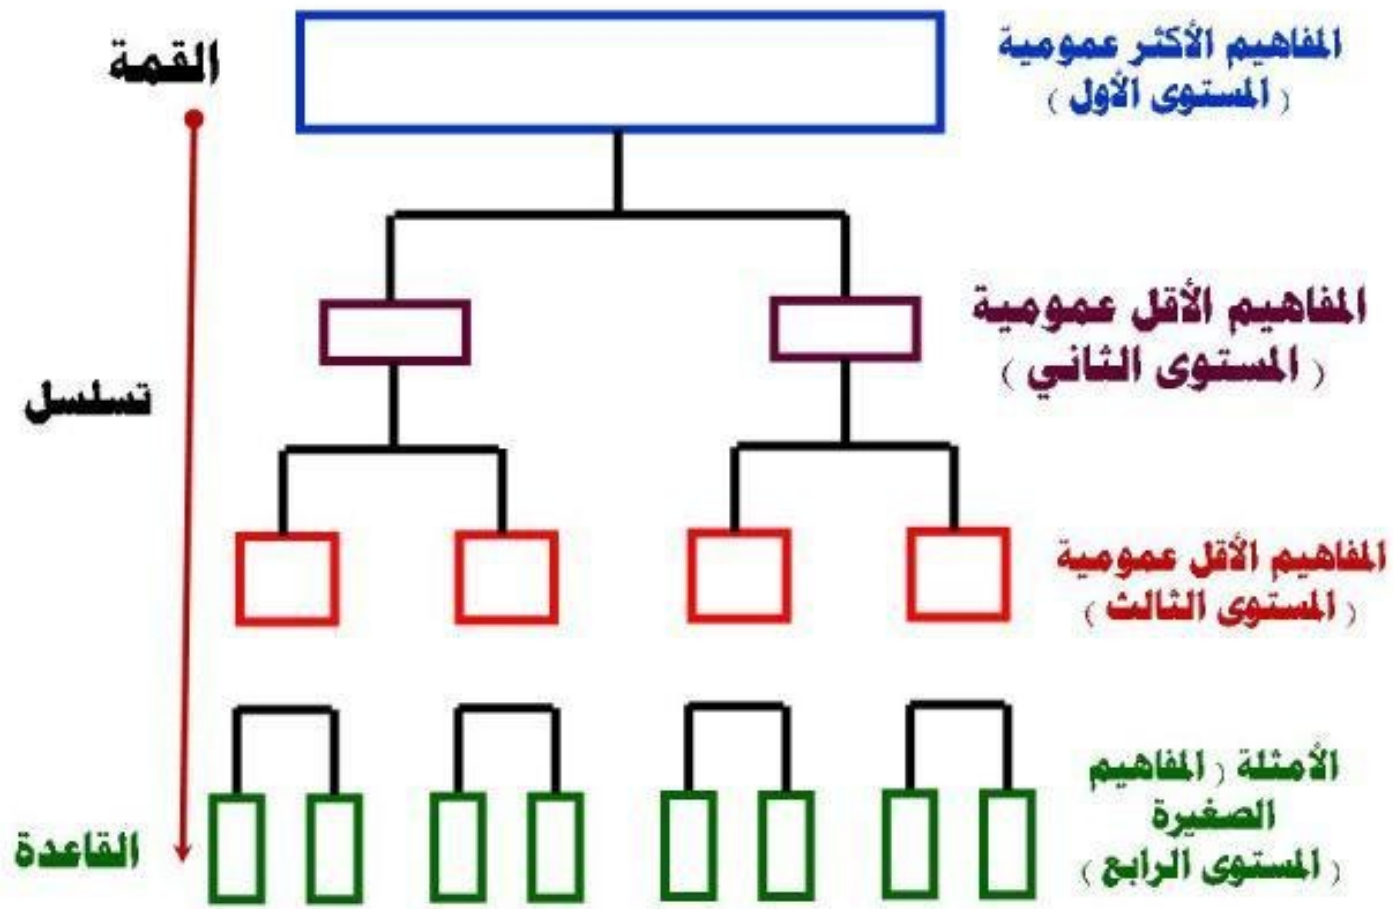 القمة
المفاهيم الأكثر عمومية
( المستوى الأول )
المفاهيم الأقل عمومية
( المستوى الثاني )
تسلسل
المفاهيم الأقل عمومية
( المستوى الثالث )
الأمثلة ( المفاهيم
الصغيرة
( المستوى الرابع )
القاعدة